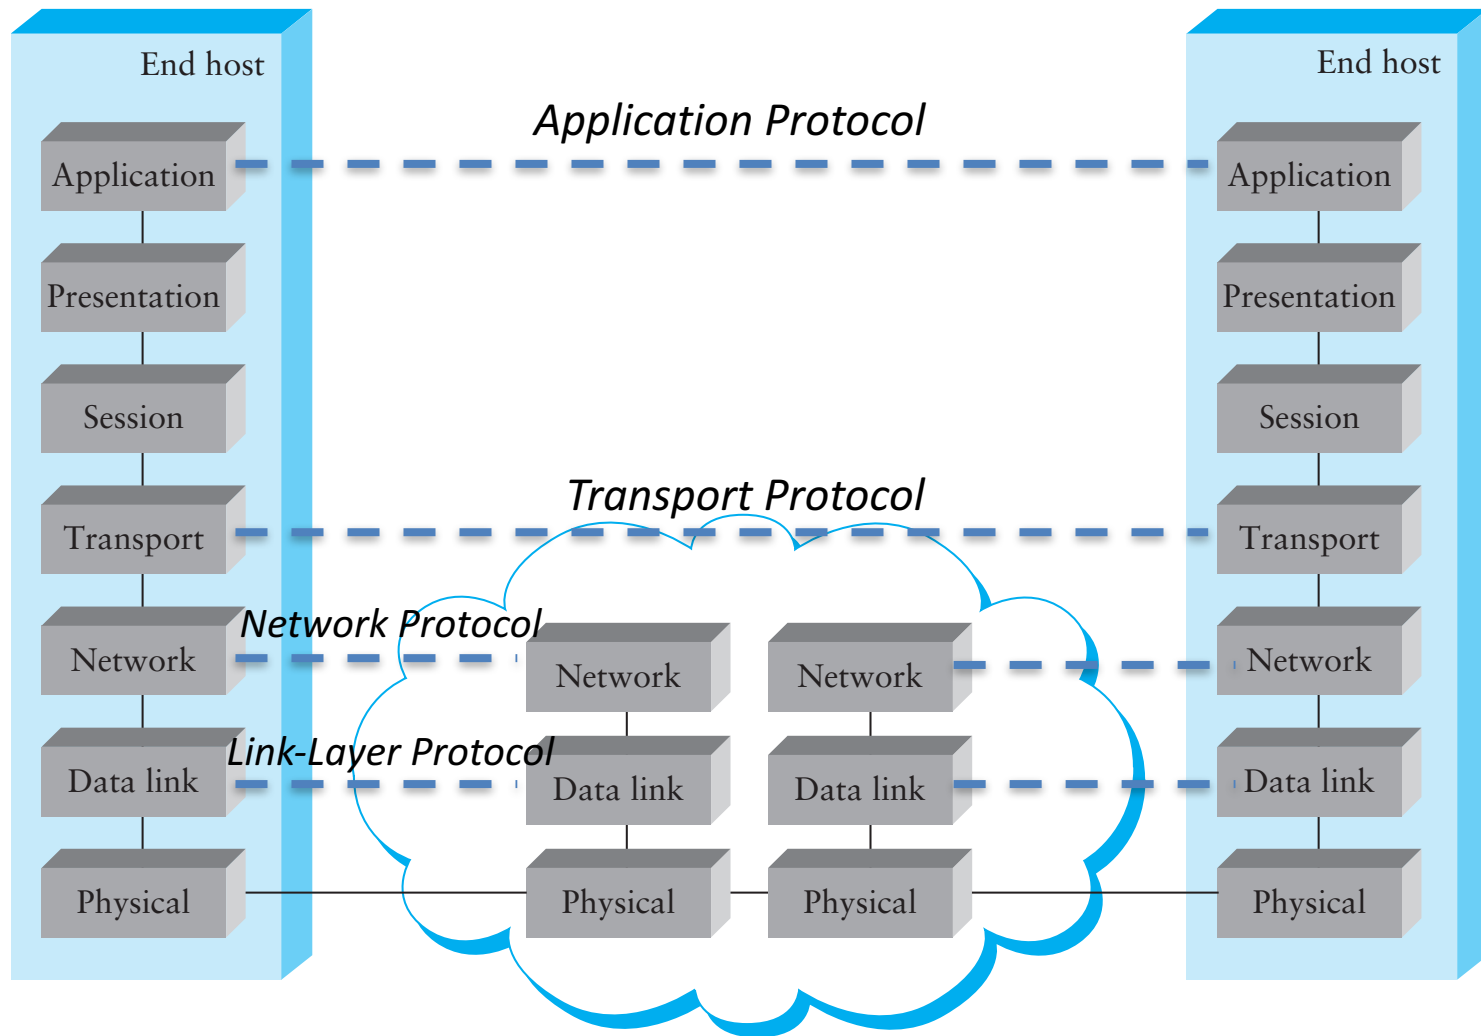 End host
End host
Application Protocol
Application
Application
Presentation
Presentation
Session
Session
Transport Protocol
Transport
Transport
Network Protocol
Network
Network
Network
Network
Link-Layer Protocol
Data link
Data link
Data link
Data link
Physical
Physical
Physical
Physical